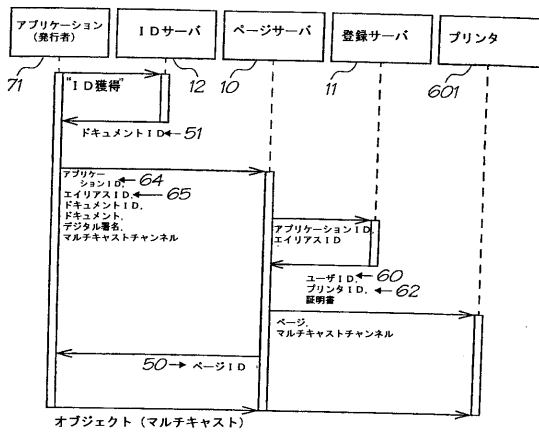 アプリケーション
(発行者)
IDサーバ
ページサーバ
登録サーバ
プリンタ
71
12
10
11
601
"ID獲得"
ドキュメントID
51
アプリケー
ションID,
64
エイリアスID,
65
ドキュメントID,
ドキュメント,
デジタル署名,
マルチキャストチャンネル
アプリケーションID,
エイリアスID
ユーザID,
60
プリンタID,
62
証明書
ページ,
マルチキャストチャンネル
50
ページID
オブジェクト(マルチキャスト)